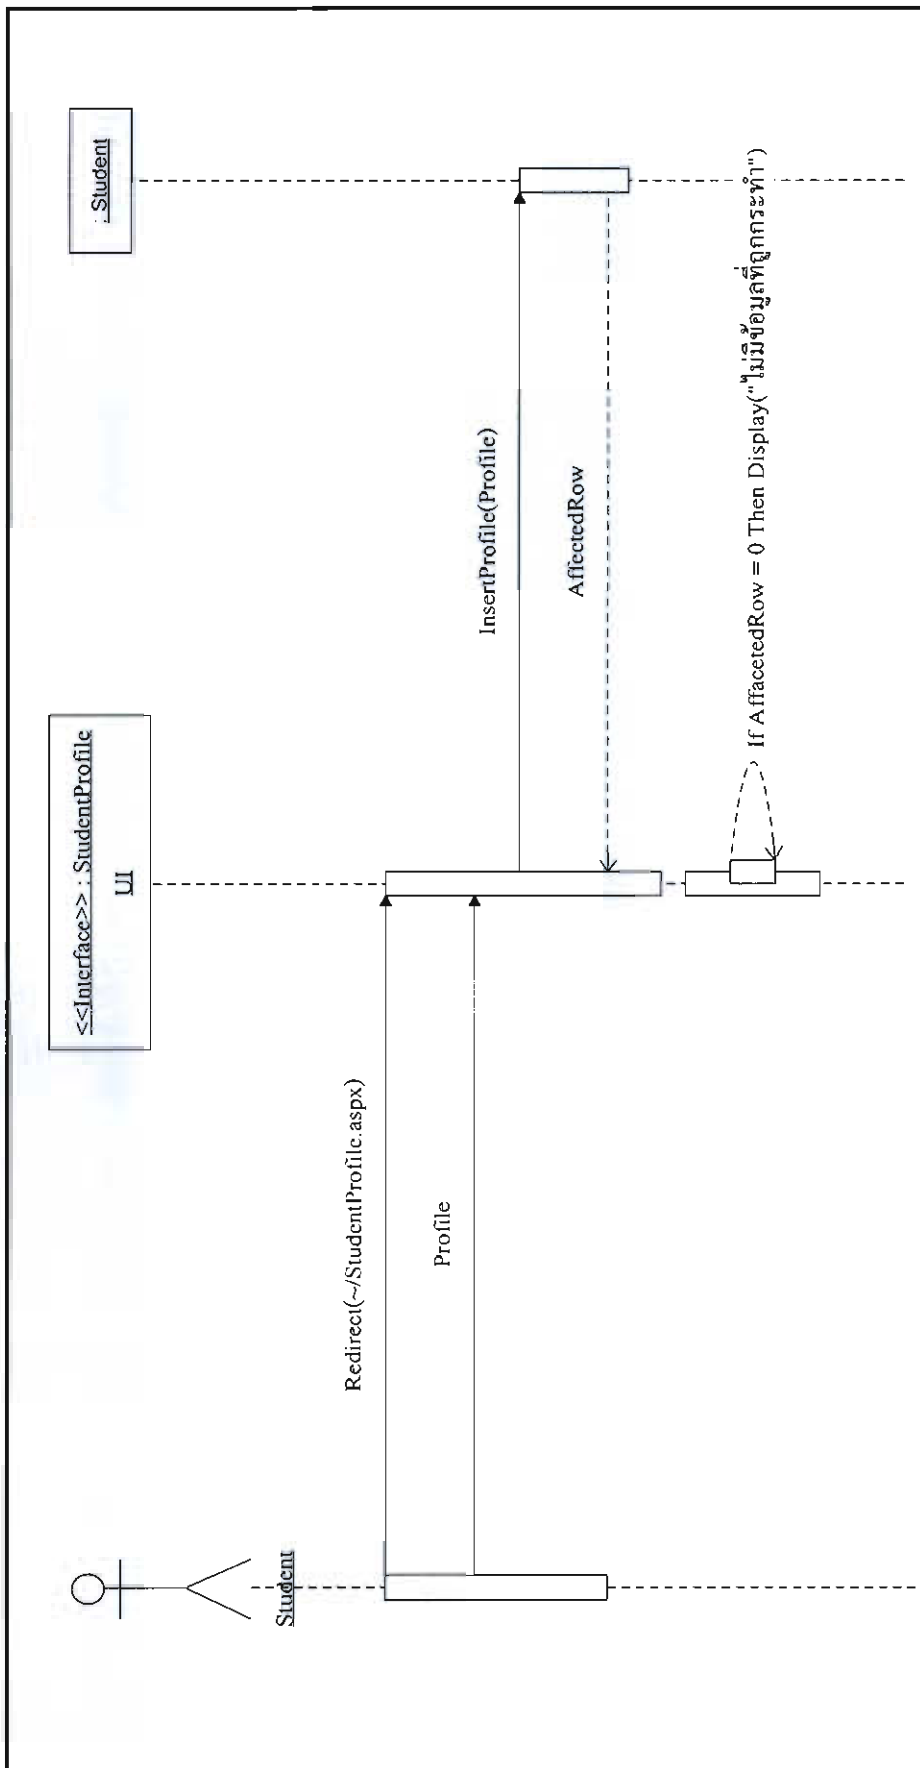 Student
<<Interface>> : StudentProfile
UI
: Student
Redirect(~/StudentProfile.aspx)
Profile
InsertProfile(Profile)
AffectedRow
If AffacetedRow = 0 Then Display("ไม่มีข้อมูลที่ถูกกระทำ")